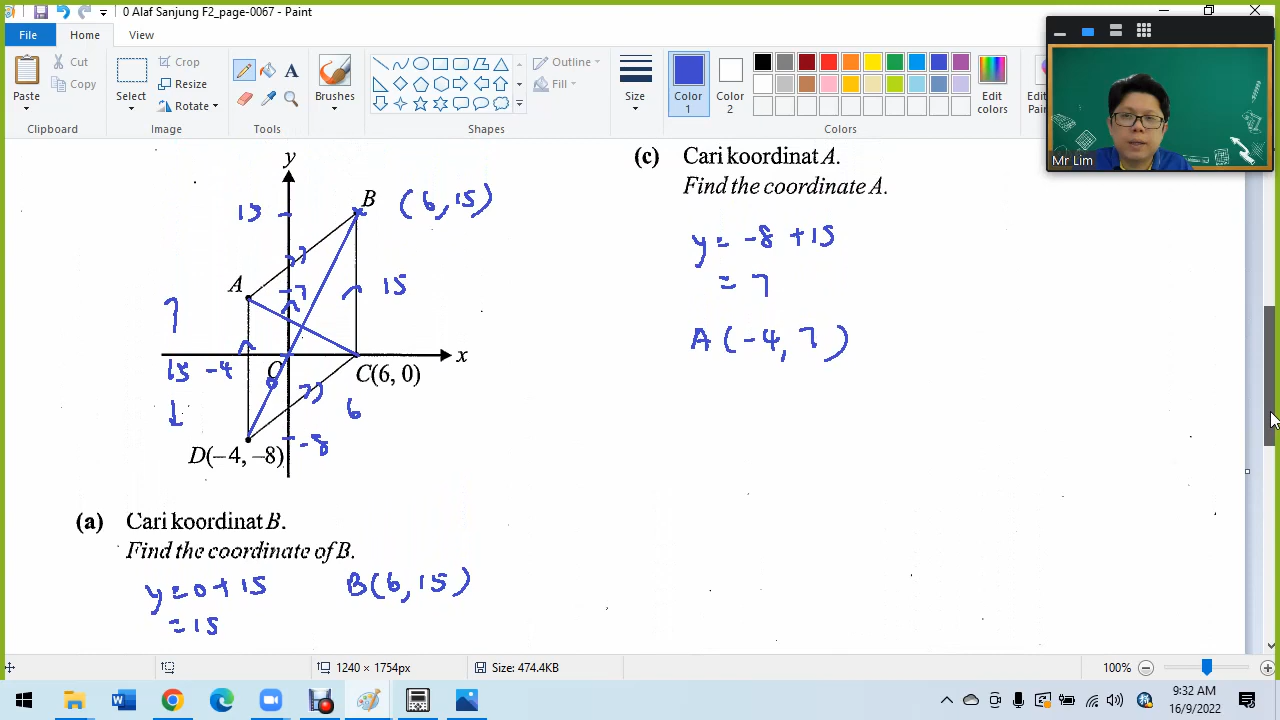 0 Alaf Sanjung F2_page-0067 - Paint
File Home View
Paste
Cut
Copy
Clipboard
Select
Crop
Resize
Rotate
Image
A
Tools
Brushes
Outline
Fill
Shapes
Size
Color 1
Color 2
Edit colors
Colors
Mr Lim
y
B (6, 15)
15
A
7
15
15
-4
O
x
C(6, 0)
6
D(−4, −8)
-8
(a) Cari koordinat B.
Find the coordinate of B.
y = 0 + 15 B(6, 15)
= 15
(c) Cari koordinat A.
Find the coordinate A.
y = -8 + 15
= 7
A (-4, 7)
1240 × 1754px
Size: 474.4KB
100%
9:32 AM
16/9/2022